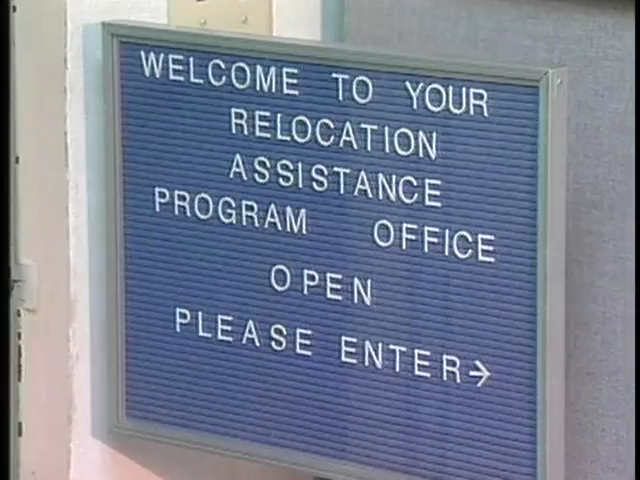 WELCOME TO YOUR
RELOCATION
ASSISTANCE
PROGRAM OFFICE
OPEN
PLEASE ENTER→